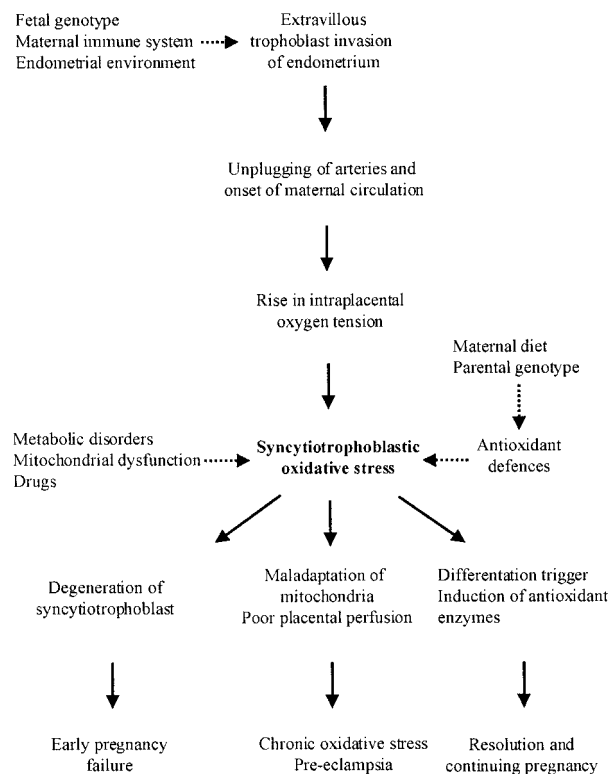 Fetal genotype
Maternal immune system
Endometrial environment
Extravillous
trophoblast invasion
of endometrium
Unplugging of arteries and
onset of maternal circulation
Rise in intraplacental
oxygen tension
Maternal diet
Parental genotype
Metabolic disorders
Mitochondrial dysfunction
Drugs
Syncytiotrophoblastic
oxidative stress
Antioxidant
defences
Degeneration of
syncytiotrophoblast
Maladaptation of
mitochondria
Poor placental perfusion
Differentation trigger
Induction of antioxidant
enzymes
Early pregnancy
failure
Chronic oxidative stress
Pre-eclampsia
Resolution and
continuing pregnancy